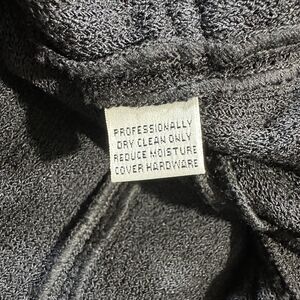 PROFESSIONALLY
DRY CLEAN ONLY
REDUCE MOISTURE
COVER HARDWARE